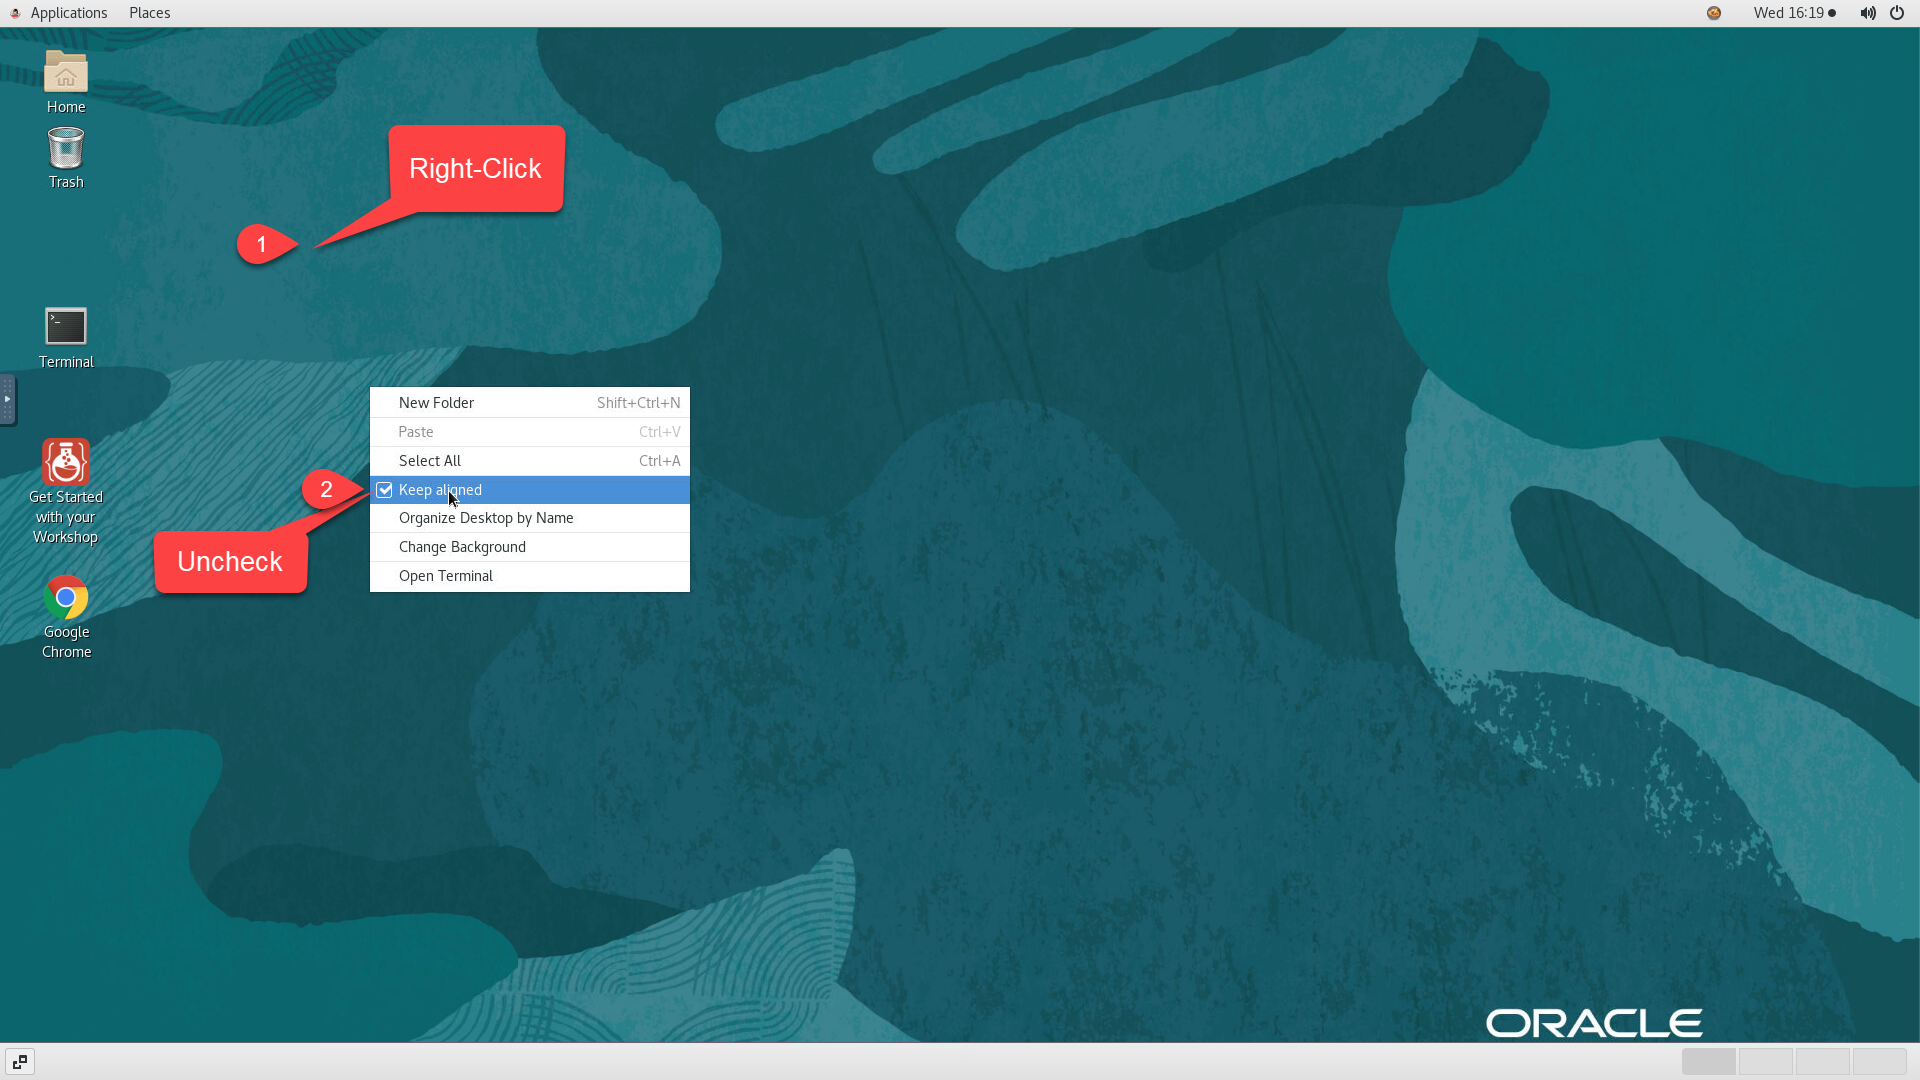 Applications Places
Wed 16:19
Home
Trash
Right-Click
1
>_
Terminal
New Folder Shift+Ctrl+N
Paste Ctrl+V
Select All Ctrl+A
2
Keep aligned
Organize Desktop by Name
Change Background
Open Terminal
Get Started
with your
Workshop
Uncheck
Google
Chrome
ORACLE